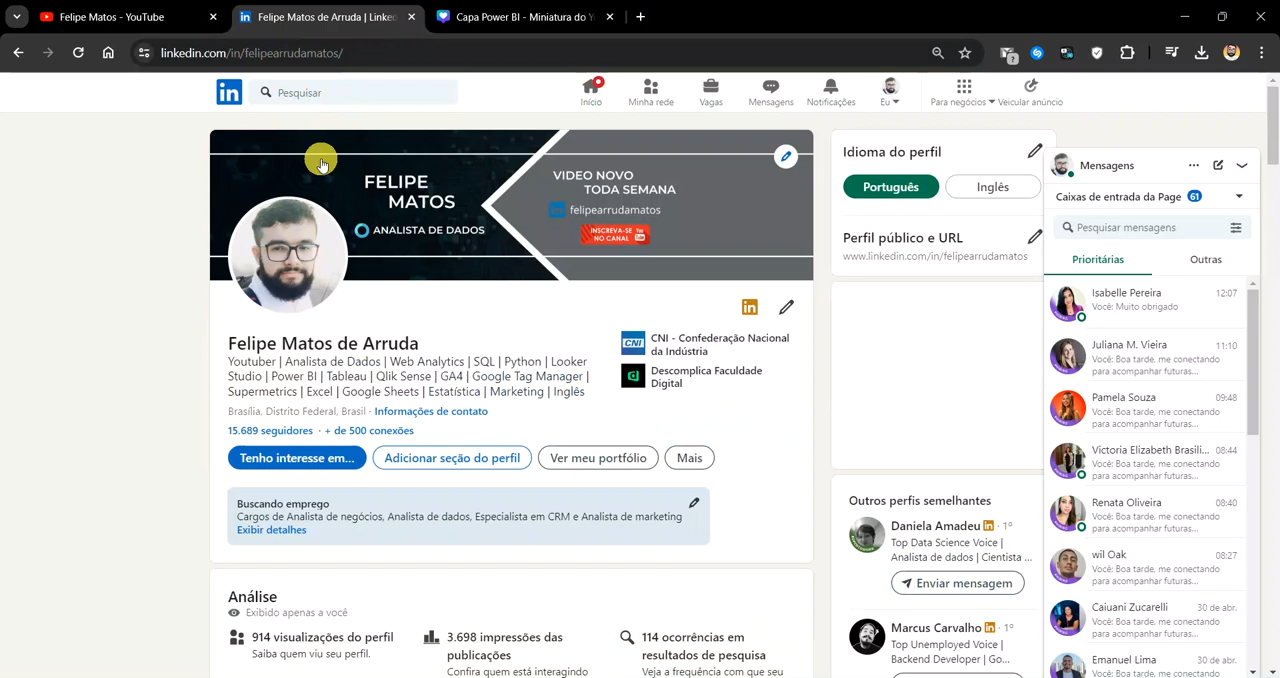 Felipe Matos - YouTube
Felipe Matos de Arruda | Linked
Capa Power BI - Miniatura do Y
linkedin.com/in/felipearrudamatos/
in
Pesquisar
Início
Minha rede
Vagas
Mensagens
Notificações
Eu
Para negócios
Veicular anúncio
FELIPE
MATOS
ANALISTA DE DADOS
VIDEO NOVO
TODA SEMANA
felipearrudamatos
INSCREVA-SE
NO CANAL
Felipe Matos de Arruda
Youtuber | Analista de Dados | Web Analytics | SQL | Python | Looker
Studio | Power BI | Tableau | Qlik Sense | GA4 | Google Tag Manager |
Supermetrics | Excel | Google Sheets | Estatística | Marketing | Inglês
Brasília, Distrito Federal, Brasil · Informações de contato
15.689 seguidores · + de 500 conexões
CNI
CNI - Confederação Nacional
da Indústria
Descomplica Faculdade
Digital
Tenho interesse em...
Adicionar seção do perfil
Ver meu portfólio
Mais
Buscando emprego
Cargos de Analista de negócios, Analista de dados, Especialista em CRM e Analista de marketing
Exibir detalhes
Análise
Exibido apenas a você
914 visualizações do perfil
Saiba quem viu seu perfil.
3.698 impressões das
publicações
Confira quem está interagindo
114 ocorrências em
resultados de pesquisa
Veja a frequência com que seu
Idioma do perfil
Português
Inglês
Perfil público e URL
www.linkedin.com/in/felipearrudamatos
Outros perfis semelhantes
Daniela Amadeu · 1º
Top Data Science Voice |
Analista de dados | Cientista ...
Enviar mensagem
Marcus Carvalho · 1º
Top Unemployed Voice |
Backend Developer | Go...
Mensagens
Caixas de entrada da Page 61
Pesquisar mensagens
Prioritárias
Outras
Isabelle Pereira 12:07
Você: Muito obrigado
Juliana M. Vieira 11:10
Você: Boa tarde, me conectando
para acompanhar futuras...
Pamela Souza 09:48
Você: Boa tarde, me conectando
para acompanhar futuras...
Victoria Elizabeth Brasili... 08:44
Você: Boa tarde, me conectando
para acompanhar futuras...
Renata Oliveira 08:40
Você: Boa tarde, me conectando
para acompanhar futuras...
wil Oak 08:27
Você: Boa tarde, me conectando
para acompanhar futuras...
Caiuani Zucarelli 30 de abr.
Você: Boa tarde, me conectando
para acompanhar futuras...
Emanuel Lima 30 de abr.
Você: Boa tarde, me conectando